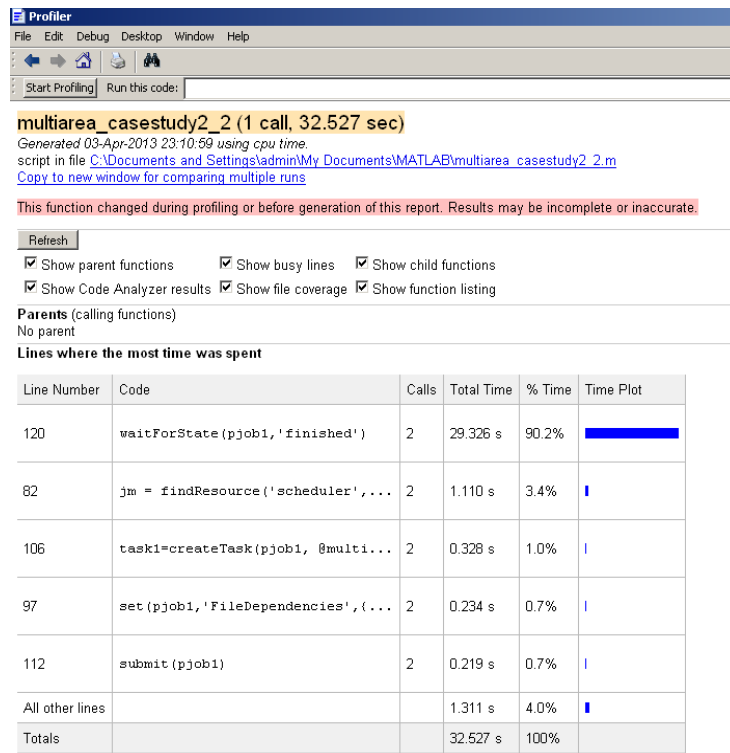 Profiler
File Edit Debug Desktop Window Help
Start Profiling Run this code:
multiarea_casestudy2_2 (1 call, 32.527 sec)
Generated 03-Apr-2013 23:10:59 using cpu time.
script in file C:\Documents and Settings\admin\My Documents\MATLAB\multiarea_casestudy2_2.m
Copy to new window for comparing multiple runs
This function changed during profiling or before generation of this report. Results may be incomplete or inaccurate.
Refresh
Show parent functions Show busy lines Show child functions
Show Code Analyzer results Show file coverage Show function listing
Parents (calling functions)
No parent
Lines where the most time was spent
Line Number Code Calls Total Time % Time Time Plot
120 waitForState(pjob1,'finished') 2 29.326 s 90.2%
82 jm = findResource('scheduler',... 2 1.110 s 3.4%
106 task1=createTask(pjob1, @multi... 2 0.328 s 1.0%
97 set(pjob1,'FileDependencies',{... 2 0.234 s 0.7%
112 submit(pjob1) 2 0.219 s 0.7%
All other lines 1.311 s 4.0%
Totals 32.527 s 100%